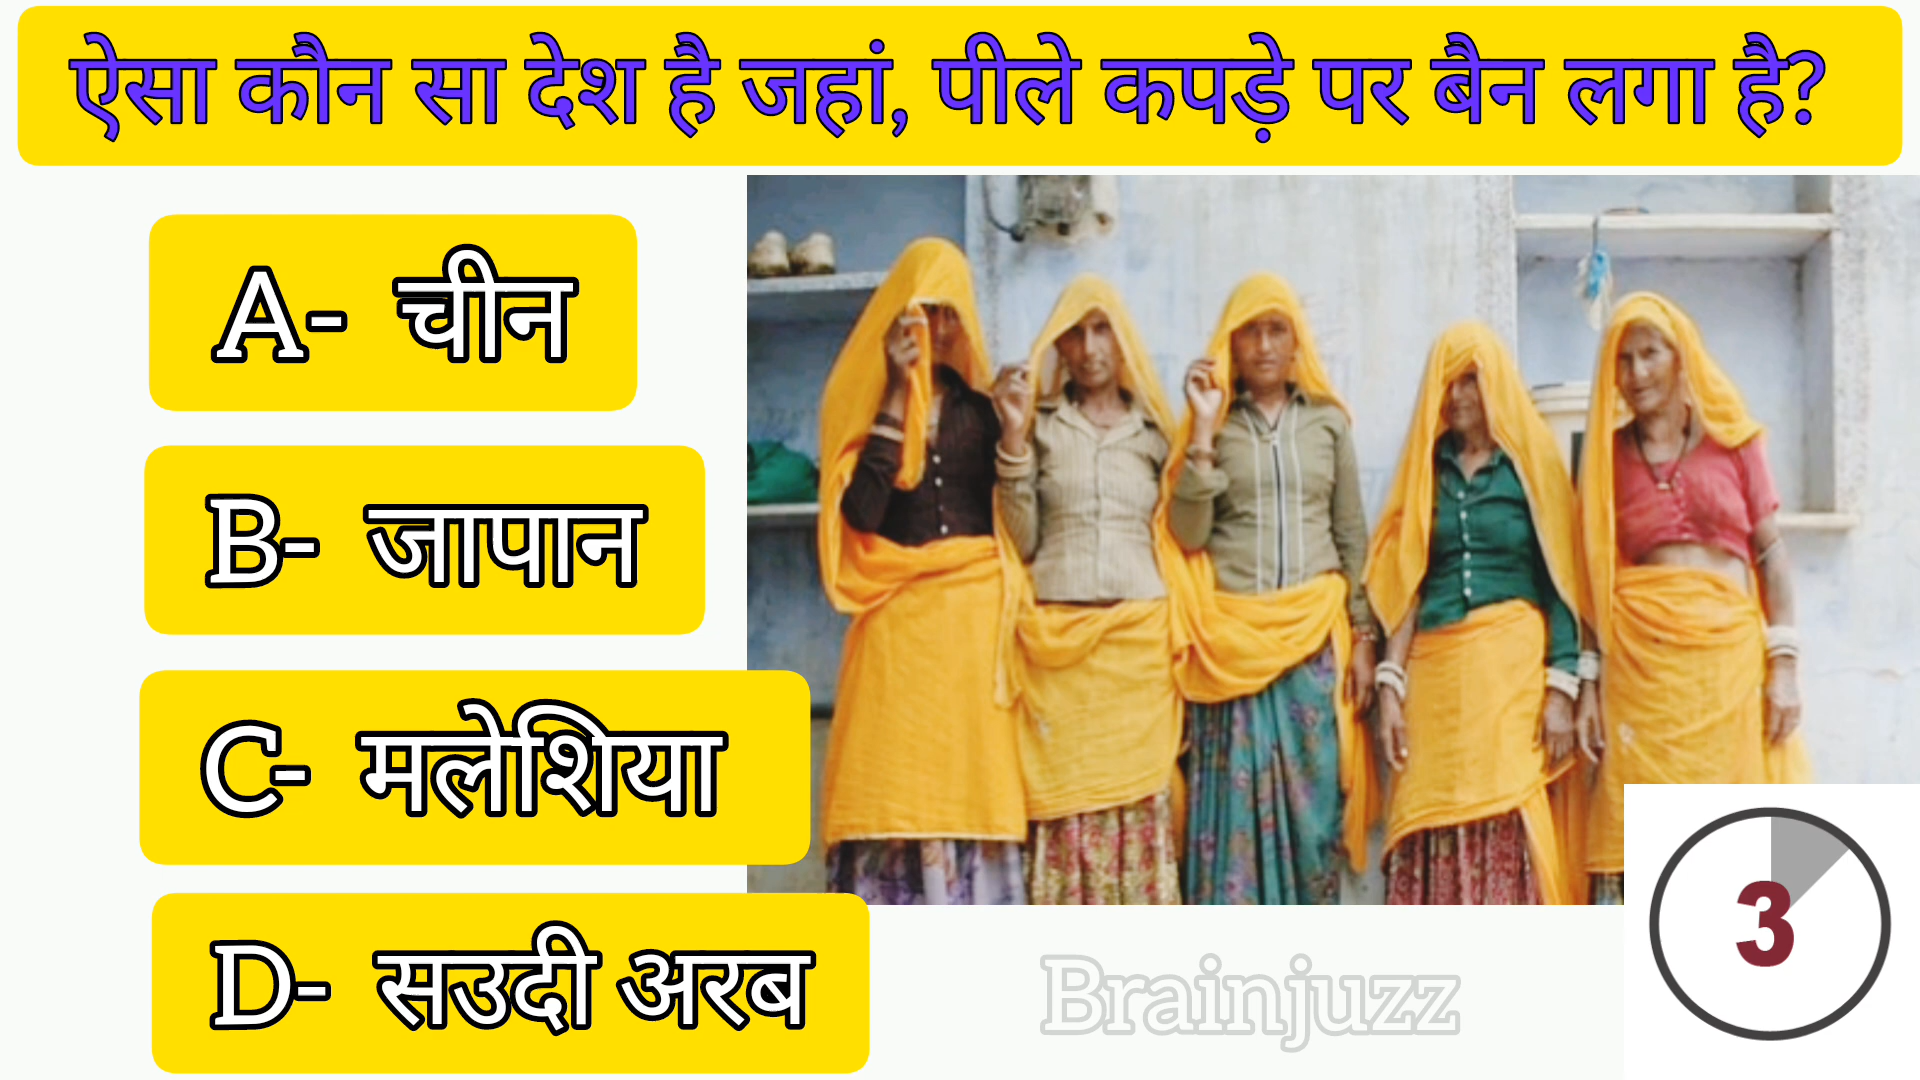 ऐसा कौन सा देश है जहां, पीले कपड़े पर बैन लगा है?
A- चीन
B- जापान
C- मलेशिया
D- सउदी अरब
Brainjuzz
3